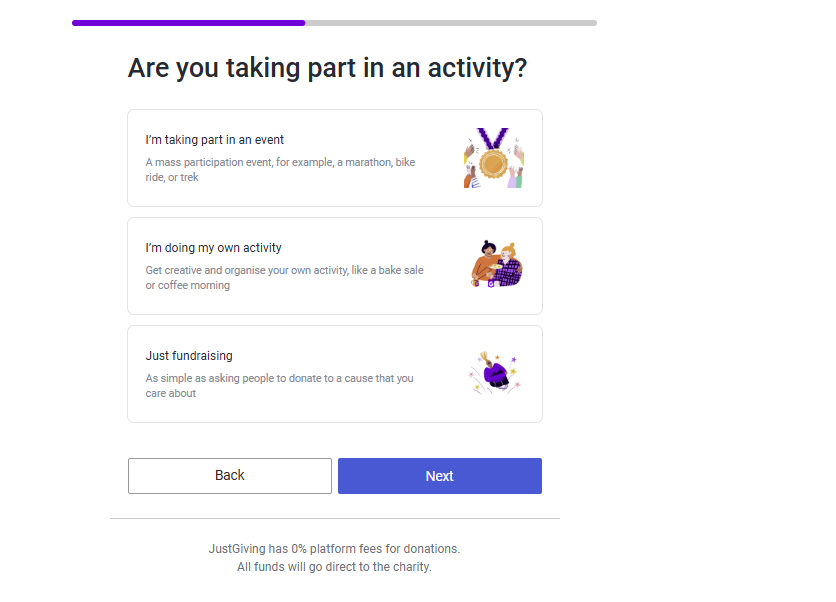 Are you taking part in an activity?
I'm taking part in an event
A mass participation event, for example, a marathon, bike
ride, or trek
I'm doing my own activity
Get creative and organise your own activity, like a bake sale
or coffee morning
Just fundraising
As simple as asking people to donate to a cause that you
care about
Back
Next
JustGiving has 0% platform fees for donations.
All funds will go direct to the charity.